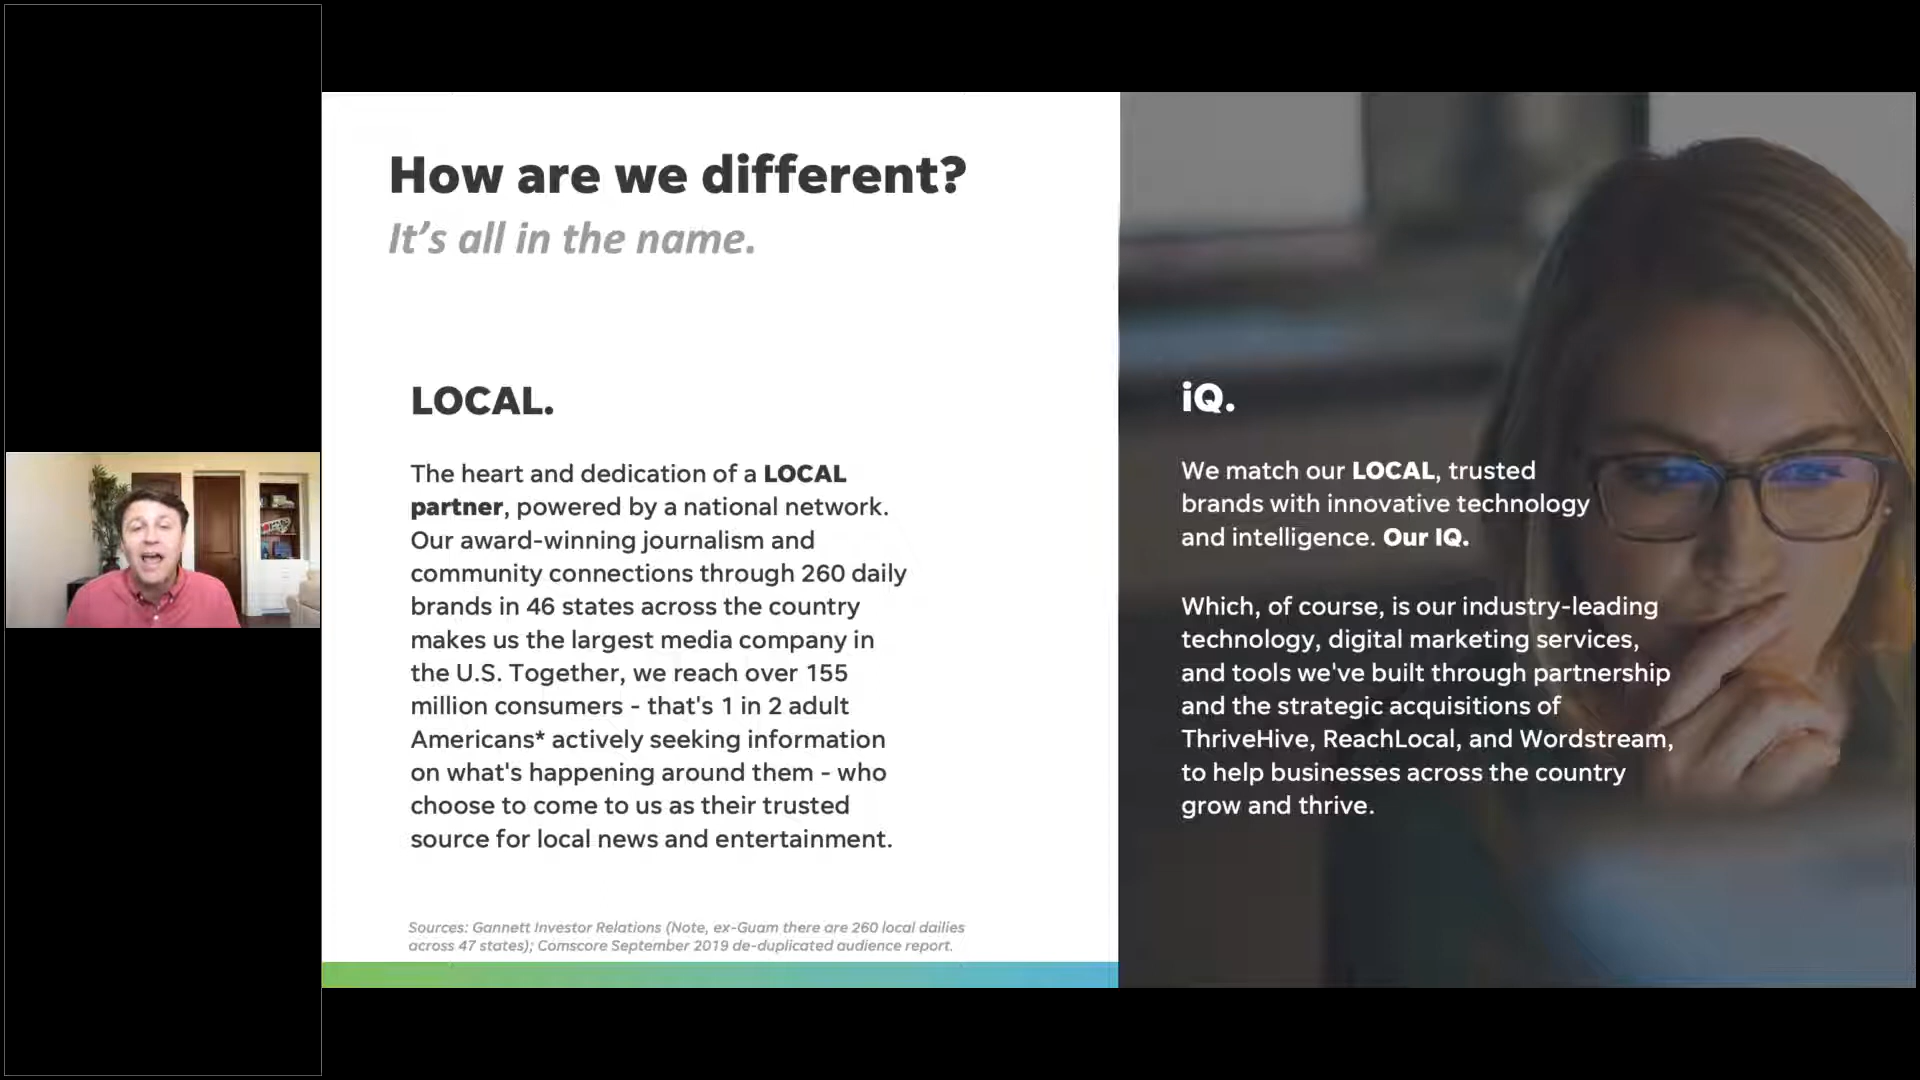 How are we different?
It's all in the name.
LOCAL.
The heart and dedication of a LOCAL
partner, powered by a national network.
Our award-winning journalism and
community connections through 260 daily
brands in 46 states across the country
makes us the largest media company in
the U.S. Together, we reach over 155
million consumers - that's 1 in 2 adult
Americans* actively seeking information
on what's happening around them - who
choose to come to us as their trusted
source for local news and entertainment.
Sources: Gannett Investor Relations (Note, ex-Guam there are 260 local dailies
across 47 states); Comscore September 2019 de-duplicated audience report.
iQ.
We match our LOCAL, trusted
brands with innovative technology
and intelligence. Our IQ.
Which, of course, is our industry-leading
technology, digital marketing services,
and tools we've built through partnership
and the strategic acquisitions of
ThriveHive, ReachLocal, and Wordstream,
to help businesses across the country
grow and thrive.